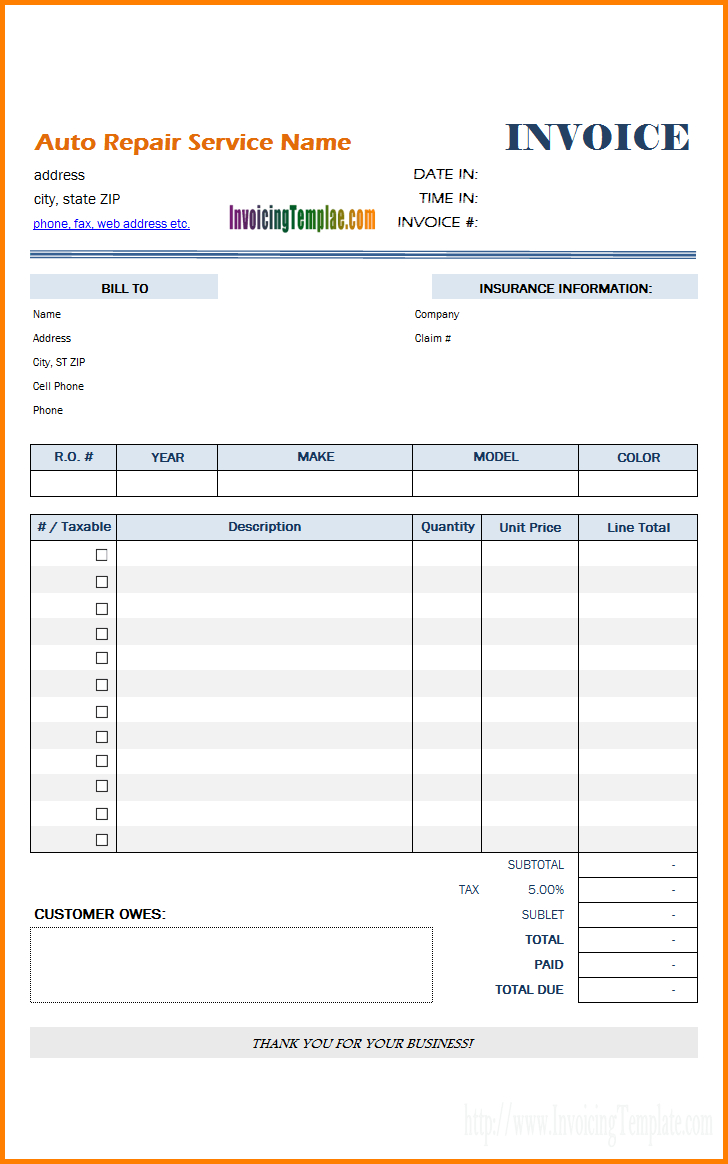 INVOICE
Auto Repair Service Name
address
DATE IN:
city, state ZIP
TIME IN:
phone, fax, web address etc.
InvoicingTemplae.com
INVOICE #:
BILL TO
INSURANCE INFORMATION:
Name
Company
Address
Claim #
City, ST ZIP
Cell Phone
Phone
R.O. # YEAR MAKE MODEL COLOR
# / Taxable Description Quantity Unit Price Line Total
SUBTOTAL -
TAX 5.00% -
CUSTOMER OWES:
SUBLET -
TOTAL -
PAID -
TOTAL DUE -
THANK YOU FOR YOUR BUSINESS!
http://www.InvoicingTemplate.com